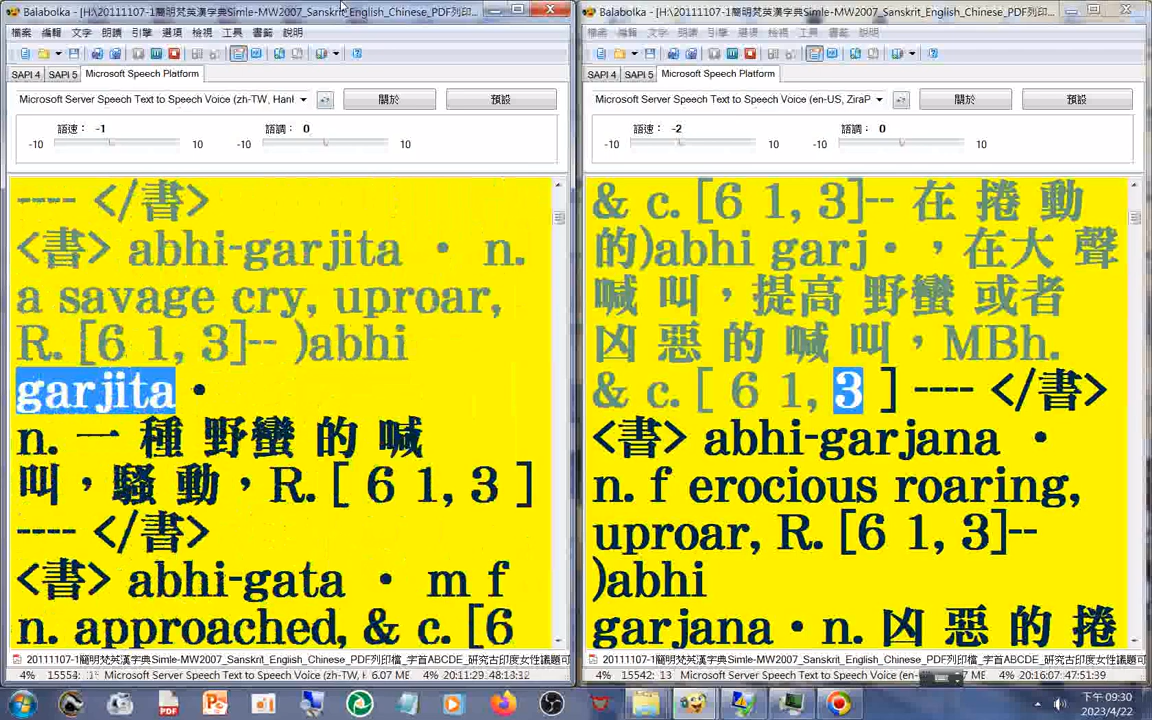 Balabolka - [H:\20111107-1簡明梵英漢字典Simle-MW2007_Sanskrit_English_Chinese_PDF列印...
檔案 編輯 文字 朗讀 引擎 選項 檢視 工具 書籤 說明
SAPI 4 SAPI 5 Microsoft Speech Platform
Microsoft Server Speech Text to Speech Voice (zh-TW, Hanl
關於 預設
語速: -1 語調: 0
-10 10 -10 10
---- </書>
<書> abhi-garjita • n.
a savage cry, uproar,
R. [6 1, 3]-- )abhi
garjita •
n. 一 種 野蠻 的 喊
叫，騷 動，R. [ 6 1, 3 ]
---- </書>
<書> abhi-gata • m f
n. approached, & c. [6
20111107-1簡明梵英漢字典Simle-MW2007_Sanskrit_English_Chinese_PDF列印檔_字首ABCDE_研究古印度女性議題可
4% Microsoft Server Speech Text to Speech Voice (zh-TW, H 6.07 ME 4%
Balabolka - [H:\20111107-1簡明梵英漢字典Simle-MW2007_Sanskrit_English_Chinese_PDF列印...
檔案 編輯 文字 朗讀 引擎 選項 檢視 工具 書籤 說明
SAPI 4 SAPI 5 Microsoft Speech Platform
Microsoft Server Speech Text to Speech Voice (en-US, ZiraP
關於 預設
語速: -2 語調: 0
-10 10 -10 10
& c. [6 1, 3]-- 在 捲 動
的)abhi garj•，在大 聲
喊 叫，提高 野蠻 或者
凶 惡 的 喊 叫，MBh.
& c. [ 6 1, 3 ] ---- </書>
<書> abhi-garjana •
n. f erocious roaring,
uproar, R. [6 1, 3]--
)abhi
garjana•n. 凶 惡 的 捲
20111107-1簡明梵英漢字典Simle-MW2007_Sanskrit_English_Chinese_PDF列印檔_字首ABCDE_研究古印度女性議題可
4% 15542: 13 Microsoft Server Speech Text to Speech Voice (en-u 4% 20:16:07:47:51:39
下午 09:30
2023/4/22